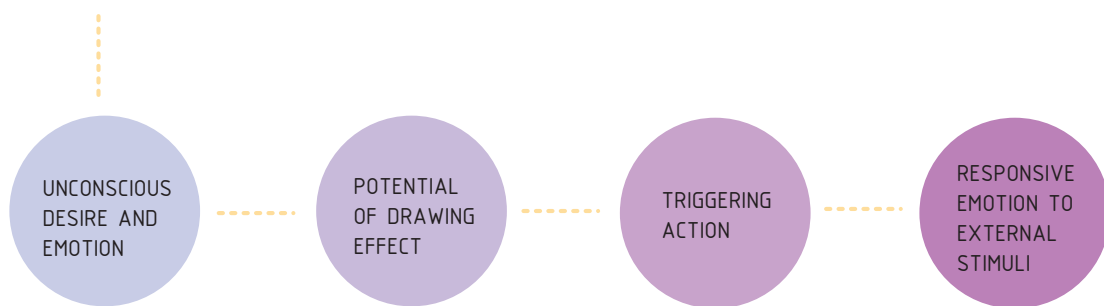 UNCONSCIOUS
DESIRE AND
EMOTION
POTENTIAL
OF DRAWING
EFFECT
TRIGGERING
ACTION
RESPONSIVE
EMOTION TO
EXTERNAL
STIMULI